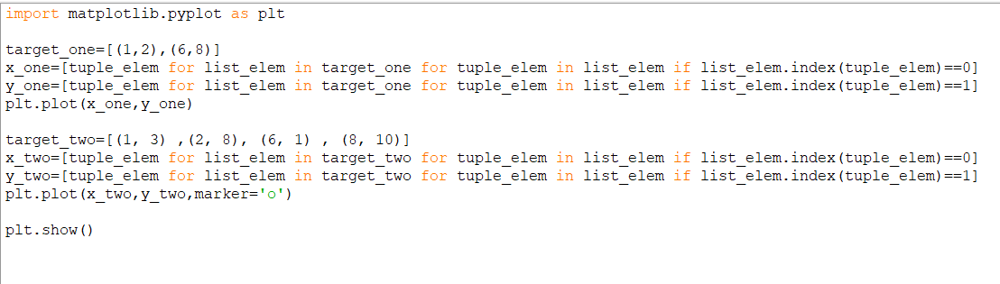 import matplotlib.pyplot as plt
target_one=[(1,2),(6,8)]
x_one=[tuple_elem for list_elem in target_one for tuple_elem in list_elem if list_elem.index(tuple_elem)==0]
y_one=[tuple_elem for list_elem in target_one for tuple_elem in list_elem if list_elem.index(tuple_elem)==1]
plt.plot(x_one,y_one)
target_two=[(1, 3) ,(2, 8), (6, 1) , (8, 10)]
x_two=[tuple_elem for list_elem in target_two for tuple_elem in list_elem if list_elem.index(tuple_elem)==0]
y_two=[tuple_elem for list_elem in target_two for tuple_elem in list_elem if list_elem.index(tuple_elem)==1]
plt.plot(x_two,y_two,marker='o')
plt.show()